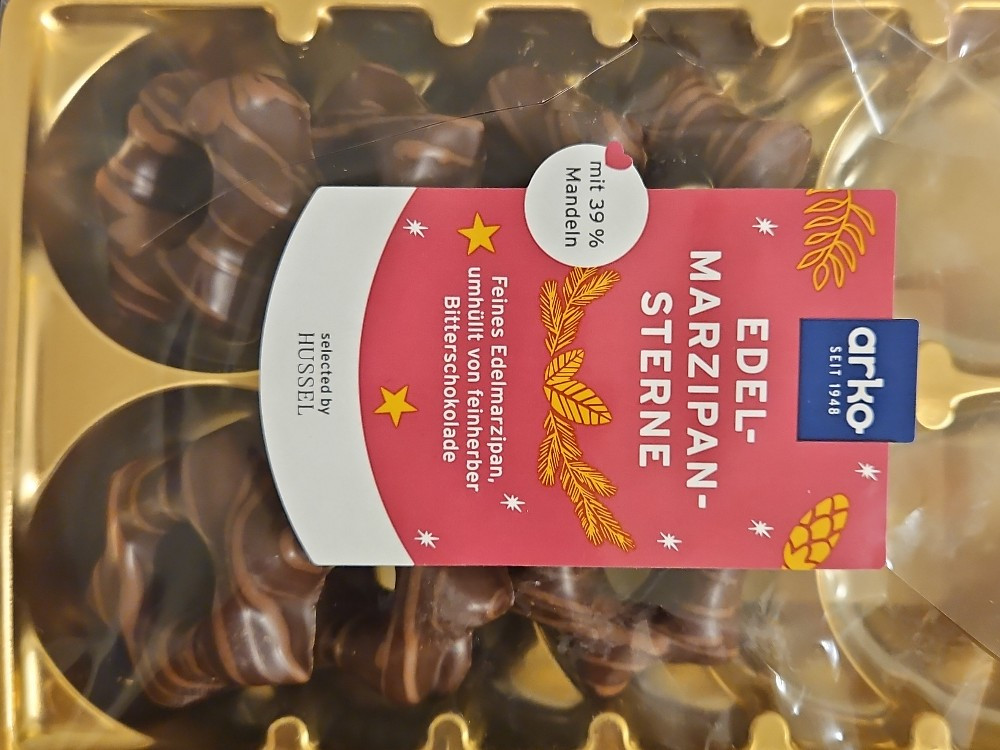 arko
SEIT 1948
EDEL-
MARZIPAN-
STERNE
mit 39 %
Mandeln
Feines Edelmarzipan,
umhüllt von feinherber
Bitterschokolade
selected by
HUSSEL